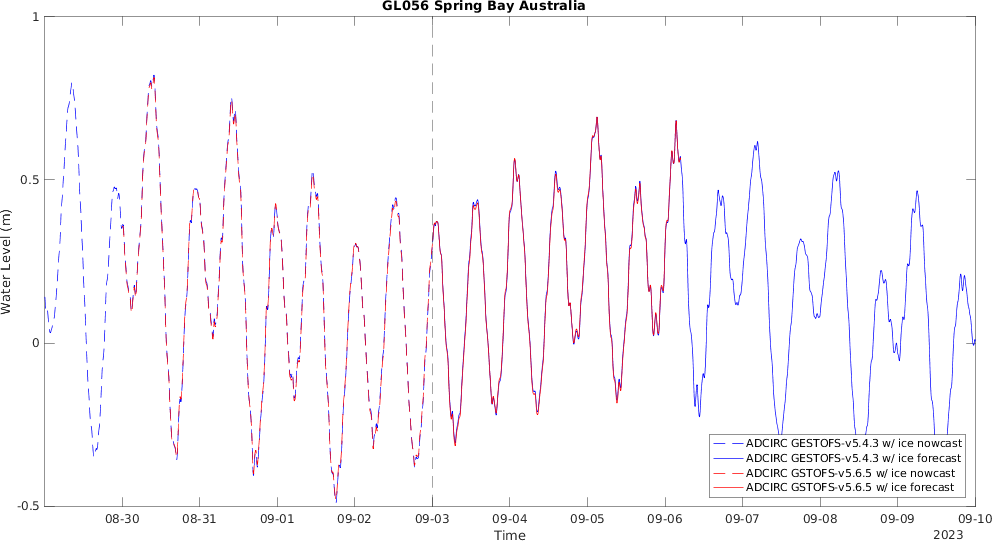 GL056 Spring Bay Australia
1
0.5
0
-0.5
Water Level (m)
08-30 08-31 09-01 09-02 09-03 09-04 09-05 09-06 09-07 09-08 09-09 09-10
Time
2023
ADCIRC GESTOFS-v5.4.3 w/ ice nowcast
ADCIRC GESTOFS-v5.4.3 w/ ice forecast
ADCIRC GSTOFS-v5.6.5 w/ ice nowcast
ADCIRC GSTOFS-v5.6.5 w/ ice forecast